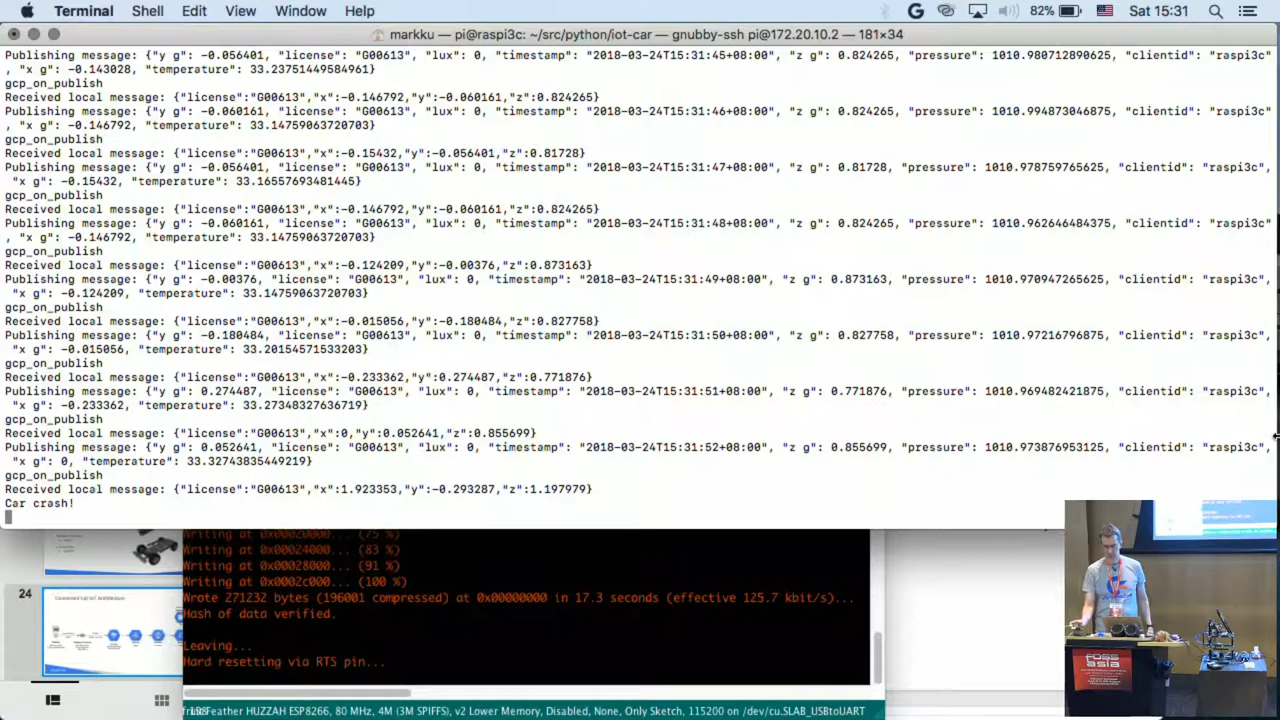 Terminal Shell Edit View Window Help 82% Sat 15:31
markku — pi@raspi3c: ~/src/python/iot-car — gnubby-ssh pi@172.20.10.2 — 181×34
Publishing message: {"y g": -0.056401, "license": "G00613", "lux": 0, "timestamp": "2018-03-24T15:31:45+08:00", "z g": 0.824265, "pressure": 1010.980712890625, "clientid": "raspi3c"
, "x g": -0.143028, "temperature": 33.23751449584961}
gcp_on_publish
Received local message: {"license":"G00613","x":-0.146792,"y":-0.060161,"z":0.824265}
Publishing message: {"y g": -0.060161, "license": "G00613", "lux": 0, "timestamp": "2018-03-24T15:31:46+08:00", "z g": 0.824265, "pressure": 1010.994873046875, "clientid": "raspi3c"
, "x g": -0.146792, "temperature": 33.14759063720703}
gcp_on_publish
Received local message: {"license":"G00613","x":-0.15432,"y":-0.056401,"z":0.81728}
Publishing message: {"y g": -0.056401, "license": "G00613", "lux": 0, "timestamp": "2018-03-24T15:31:47+08:00", "z g": 0.81728, "pressure": 1010.978759765625, "clientid": "raspi3c",
"x g": -0.15432, "temperature": 33.16557693481445}
gcp_on_publish
Received local message: {"license":"G00613","x":-0.146792,"y":-0.060161,"z":0.824265}
Publishing message: {"y g": -0.060161, "license": "G00613", "lux": 0, "timestamp": "2018-03-24T15:31:48+08:00", "z g": 0.824265, "pressure": 1010.962646484375, "clientid": "raspi3c"
, "x g": -0.146792, "temperature": 33.14759063720703}
gcp_on_publish
Received local message: {"license":"G00613","x":-0.124209,"y":-0.00376,"z":0.873163}
Publishing message: {"y g": -0.00376, "license": "G00613", "lux": 0, "timestamp": "2018-03-24T15:31:49+08:00", "z g": 0.873163, "pressure": 1010.970947265625, "clientid": "raspi3c",
"x g": -0.124209, "temperature": 33.14759063720703}
gcp_on_publish
Received local message: {"license":"G00613","x":-0.015056,"y":-0.180484,"z":0.827758}
Publishing message: {"y g": -0.180484, "license": "G00613", "lux": 0, "timestamp": "2018-03-24T15:31:50+08:00", "z g": 0.827758, "pressure": 1010.97216796875, "clientid": "raspi3c",
"x g": -0.015056, "temperature": 33.20154571533203}
gcp_on_publish
Received local message: {"license":"G00613","x":-0.233362,"y":0.274487,"z":0.771876}
Publishing message: {"y g": 0.274487, "license": "G00613", "lux": 0, "timestamp": "2018-03-24T15:31:51+08:00", "z g": 0.771876, "pressure": 1010.969482421875, "clientid": "raspi3c",
"x g": -0.233362, "temperature": 33.27348327636719}
gcp_on_publish
Received local message: {"license":"G00613","x":0,"y":0.052641,"z":0.855699}
Publishing message: {"y g": 0.052641, "license": "G00613", "lux": 0, "timestamp": "2018-03-24T15:31:52+08:00", "z g": 0.855699, "pressure": 1010.973876953125, "clientid": "raspi3c",
"x g": 0, "temperature": 33.32743835449219}
gcp_on_publish
Received local message: {"license":"G00613","x":1.923353,"y":-0.293287,"z":1.197979}
Car crash!
Writing at 0x00020000... (75 %)
Writing at 0x00024000... (83 %)
Writing at 0x00028000... (91 %)
Writing at 0x0002c000... (100 %)
Wrote 271232 bytes (196001 compressed) at 0x00000000 in 17.3 seconds (effective 125.7 kbit/s)...
Hash of data verified.
Leaving...
Hard resetting via RTS pin...
24
Feather HUZZAH ESP8266, 80 MHz, 4M (3M SPIFFS), v2 Lower Memory, Disabled, None, Only Sketch, 115200 on /dev/cu.SLAB_USBtoUART
FOSS
ASIA